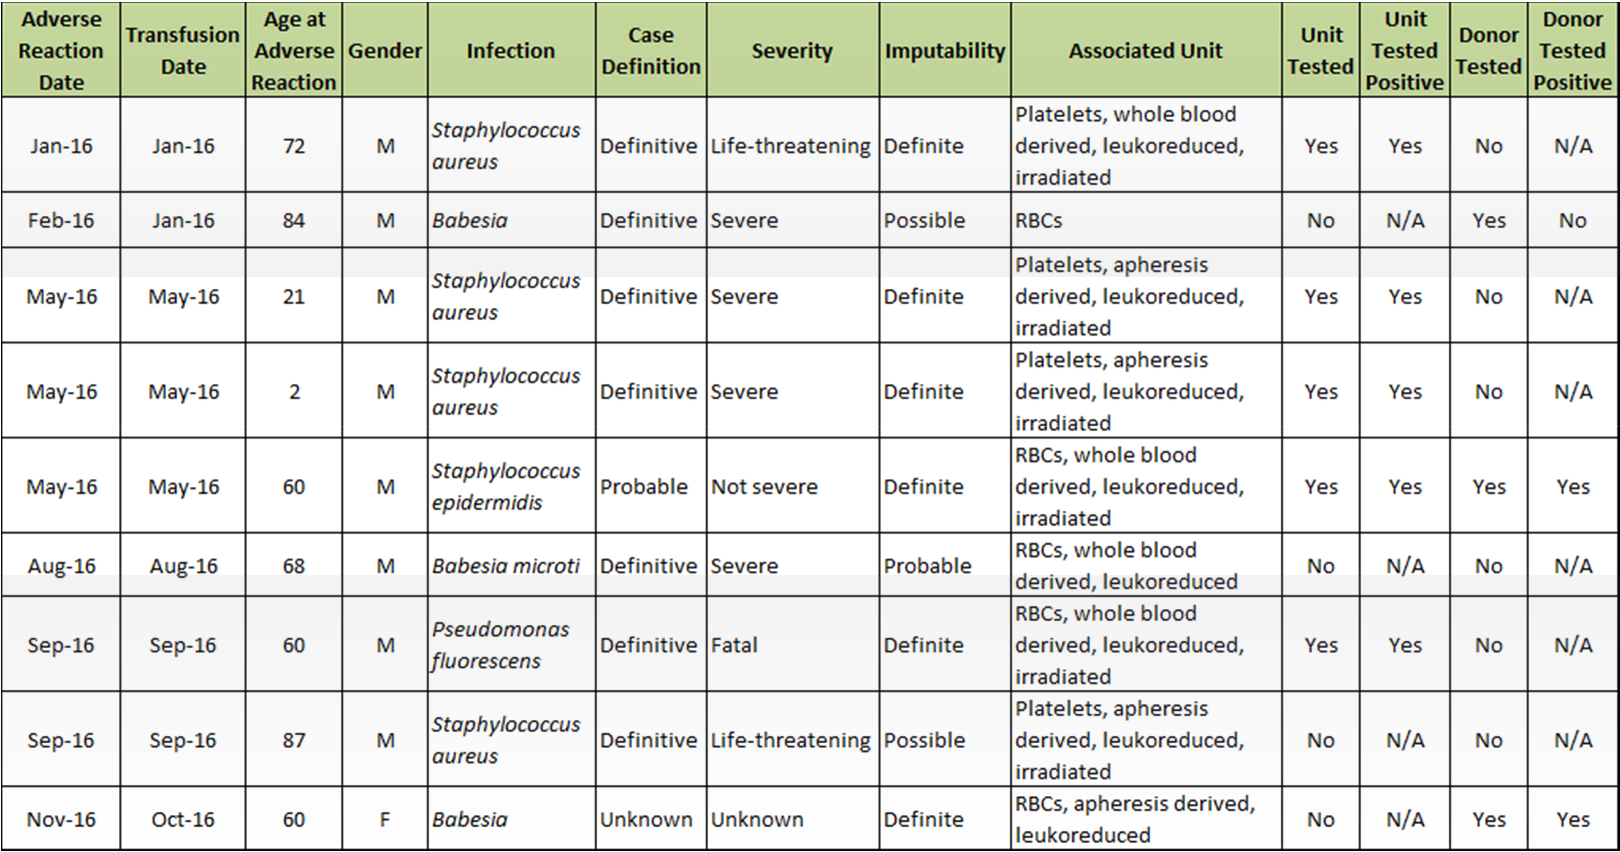 Adverse Reaction Date | Transfusion Date | Age at Adverse Reaction | Gender | Infection | Case Definition | Severity | Imputability | Associated Unit | Unit Tested | Unit Tested Positive | Donor Tested | Donor Tested Positive
Jan-16 | Jan-16 | 72 | M | Staphylococcus aureus | Definitive | Life-threatening | Definite | Platelets, whole blood derived, leukoreduced, irradiated | Yes | Yes | No | N/A
Feb-16 | Jan-16 | 84 | M | Babesia | Definitive | Severe | Possible | RBCs | No | N/A | Yes | No
May-16 | May-16 | 21 | M | Staphylococcus aureus | Definitive | Severe | Definite | Platelets, apheresis derived, leukoreduced, irradiated | Yes | Yes | No | N/A
May-16 | May-16 | 2 | M | Staphylococcus aureus | Definitive | Severe | Definite | Platelets, apheresis derived, leukoreduced, irradiated | Yes | Yes | No | N/A
May-16 | May-16 | 60 | M | Staphylococcus epidermidis | Probable | Not severe | Definite | RBCs, whole blood derived, leukoreduced, irradiated | Yes | Yes | Yes | Yes
Aug-16 | Aug-16 | 68 | M | Babesia microti | Definitive | Severe | Probable | RBCs, whole blood derived, leukoreduced | No | N/A | No | N/A
Sep-16 | Sep-16 | 60 | M | Pseudomonas fluorescens | Definitive | Fatal | Definite | RBCs, whole blood derived, leukoreduced, irradiated | Yes | Yes | No | N/A
Sep-16 | Sep-16 | 87 | M | Staphylococcus aureus | Definitive | Life-threatening | Possible | Platelets, apheresis derived, leukoreduced, irradiated | No | N/A | No | N/A
Nov-16 | Oct-16 | 60 | F | Babesia | Unknown | Unknown | Definite | RBCs, apheresis derived, leukoreduced | No | N/A | Yes | Yes